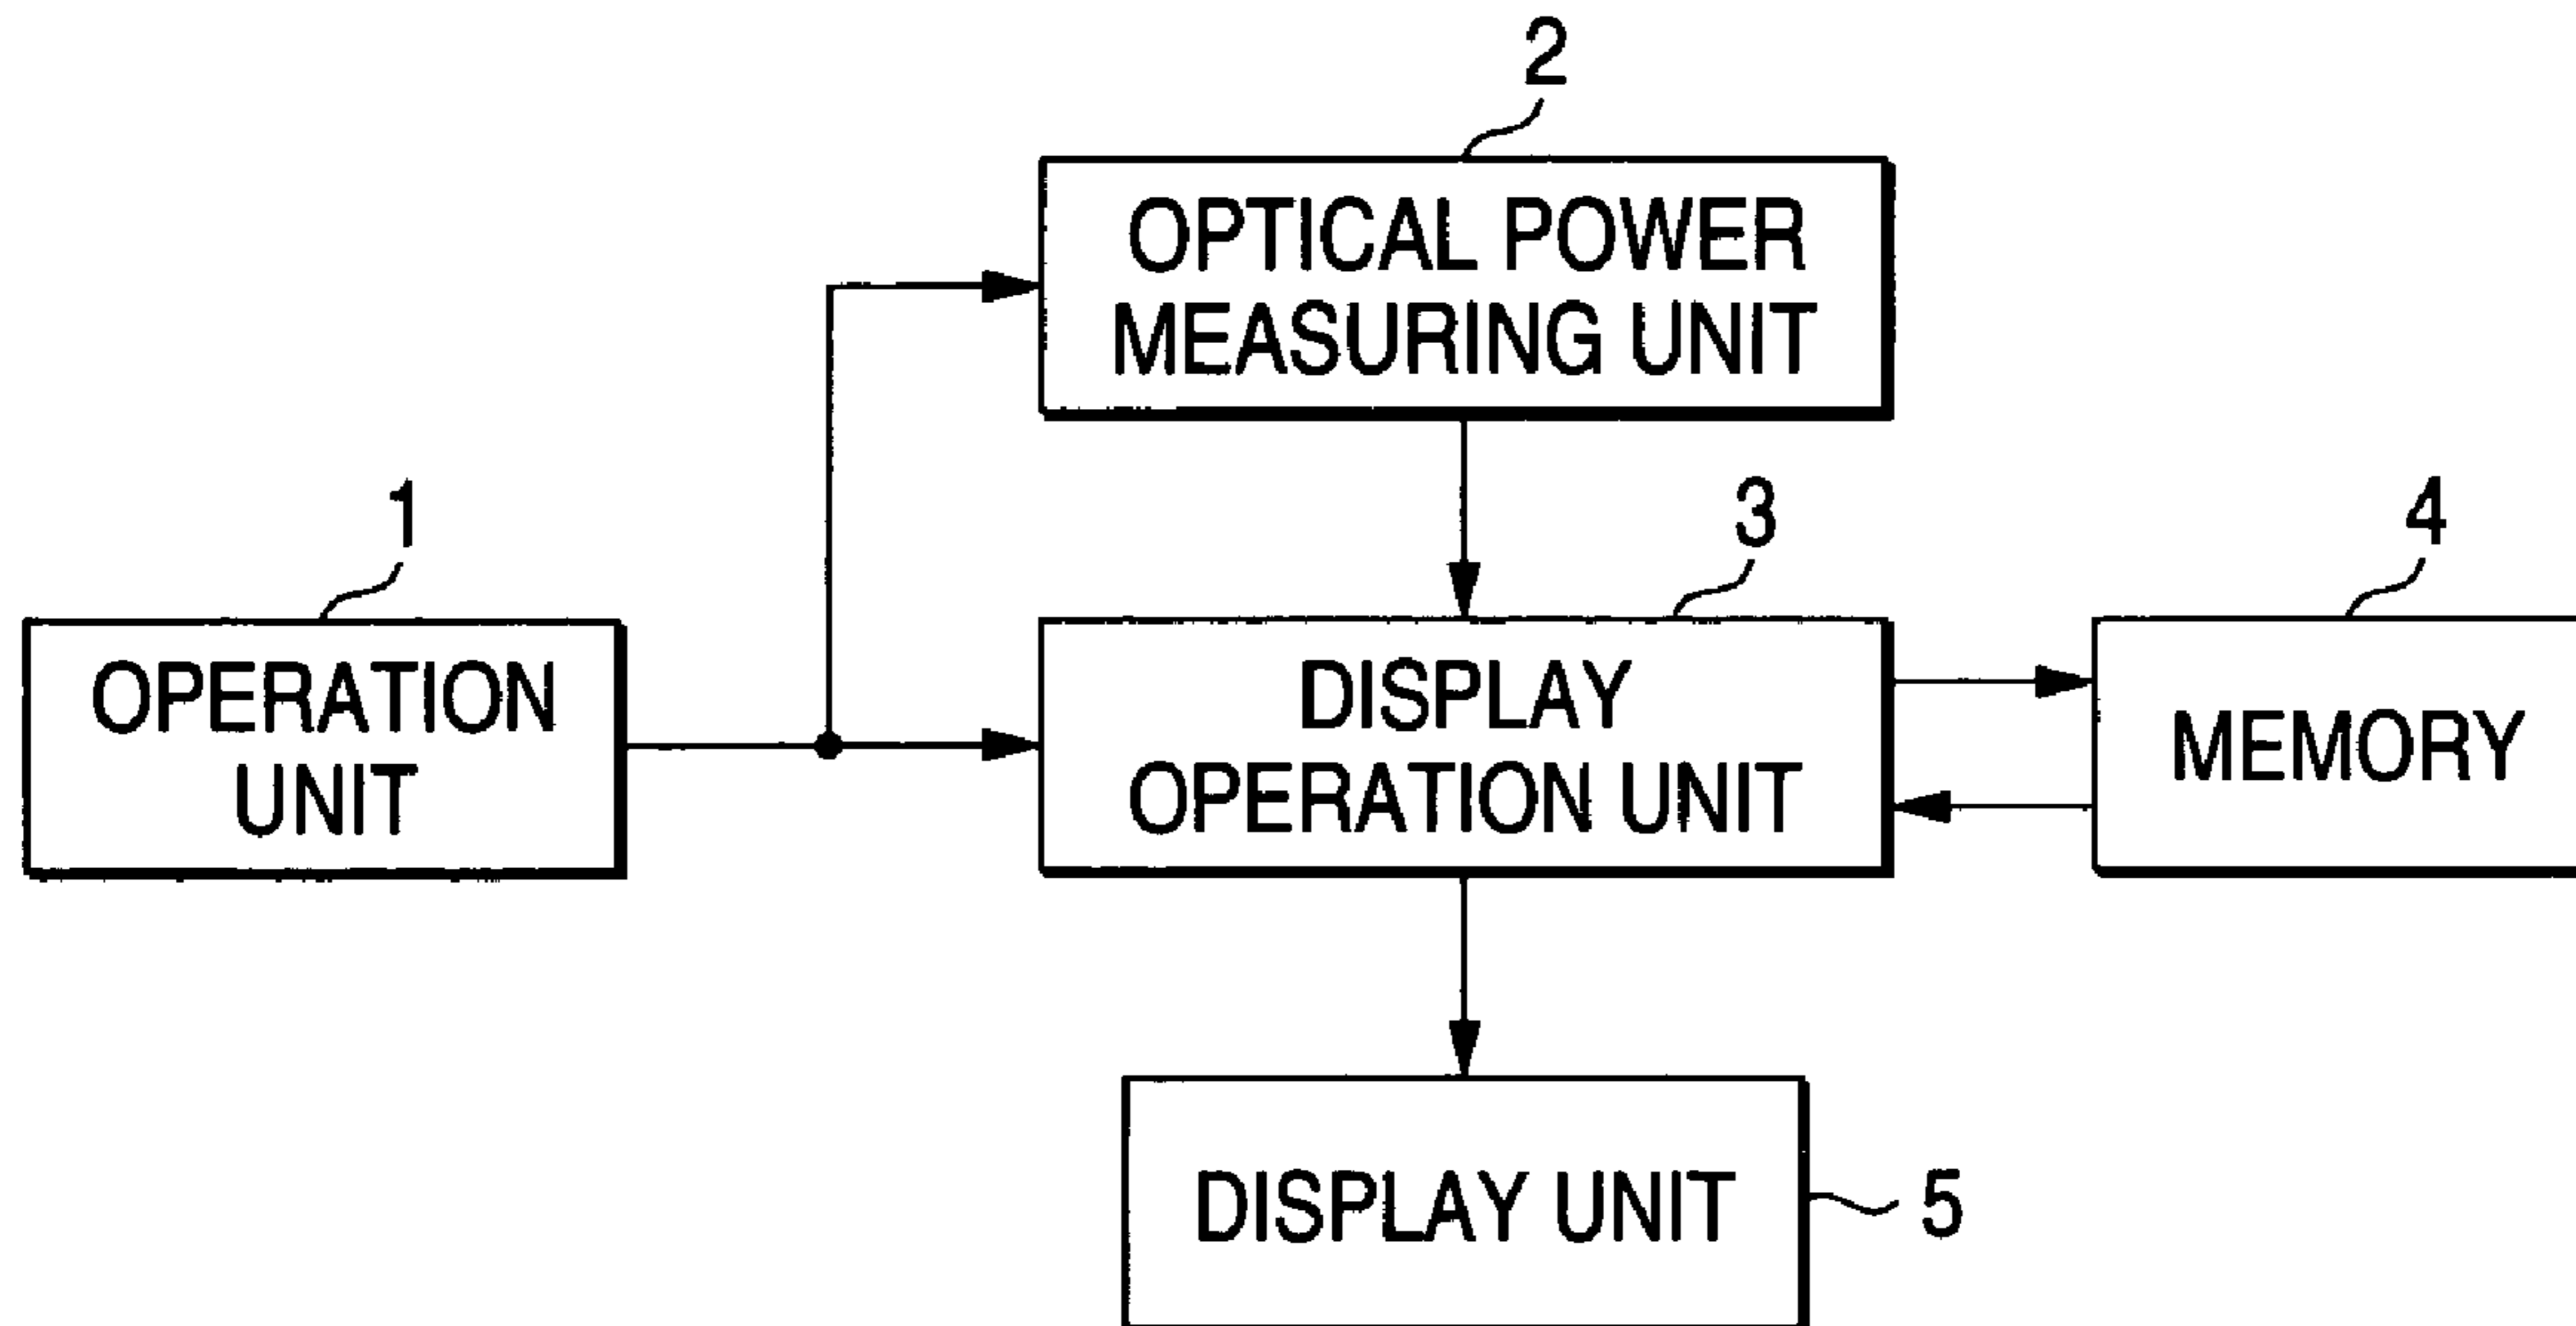 2
OPTICAL POWER
MEASURING UNIT
1
OPERATION
UNIT
3
DISPLAY
OPERATION UNIT
4
MEMORY
DISPLAY UNIT
5